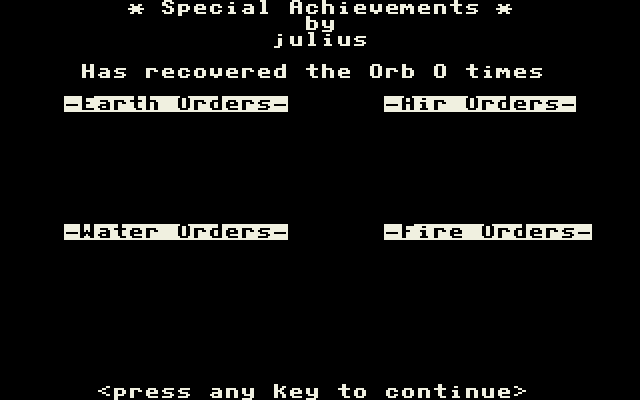 * Special Achievements *
by
julius
Has recovered the Orb 0 times
-Earth Orders-
-Air Orders-
-Water Orders-
-Fire Orders-
<press any Key to continue>